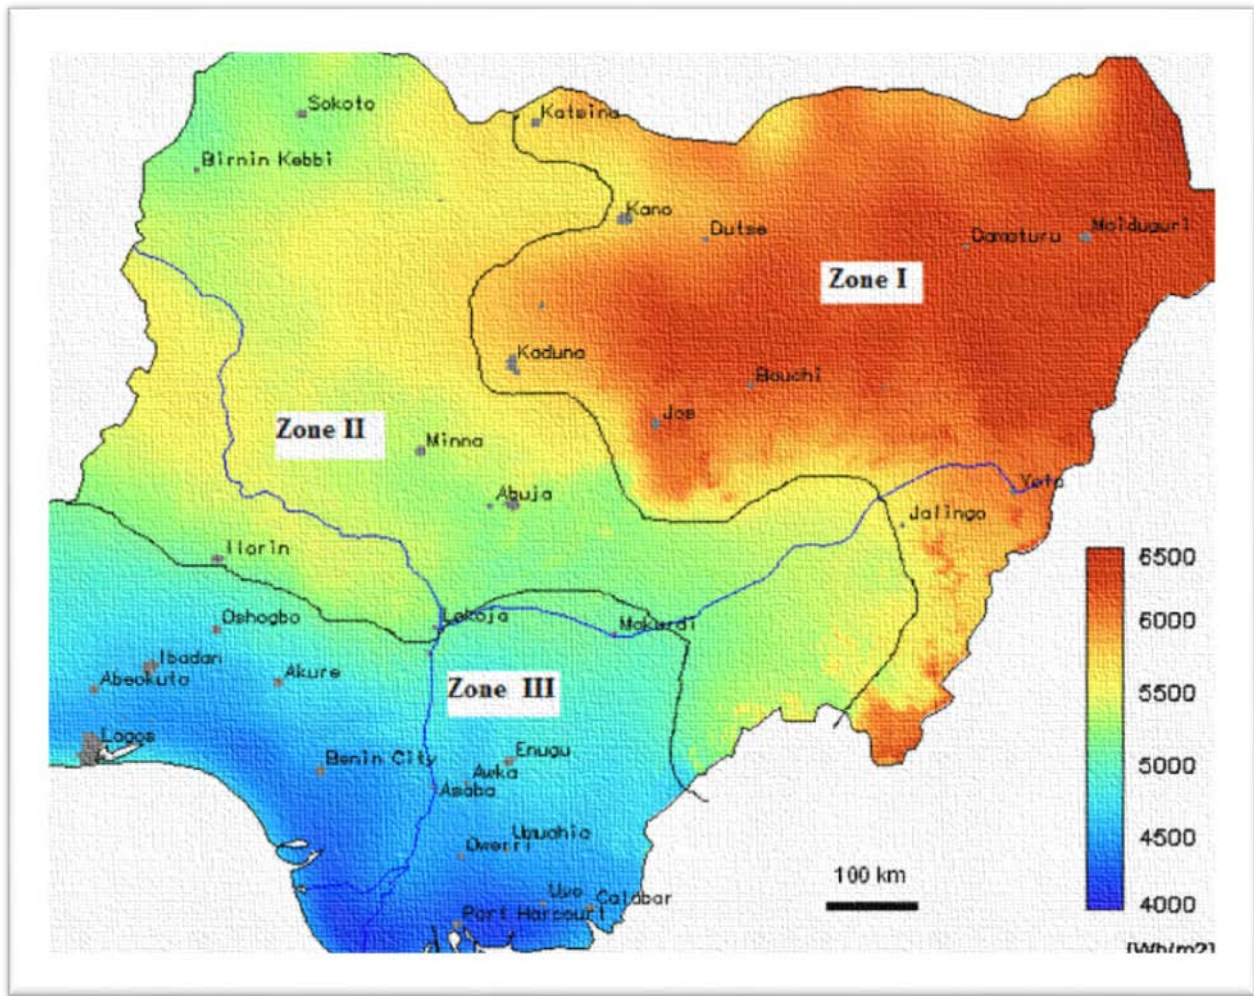 Sokoto
Katsina
Birnin Kebbi
Kano
Dutse
Damaturu
Maiduguri
Zone I
Kaduna
Bauchi
Jos
Zone II
Minna
Abuja
Yola
Jalingo
Ilorin
6500
Oshogbo
Lokoja
Makurdi
6000
Ibadan
Abeokuta
Akure
Zone III
5500
Lagos
Benin City
Enugu
Awka
Asaba
5000
Umuahia
Owerri
4500
100 km
Uyo
Calabar
Port Harcourt
4000
[Wh/m2]